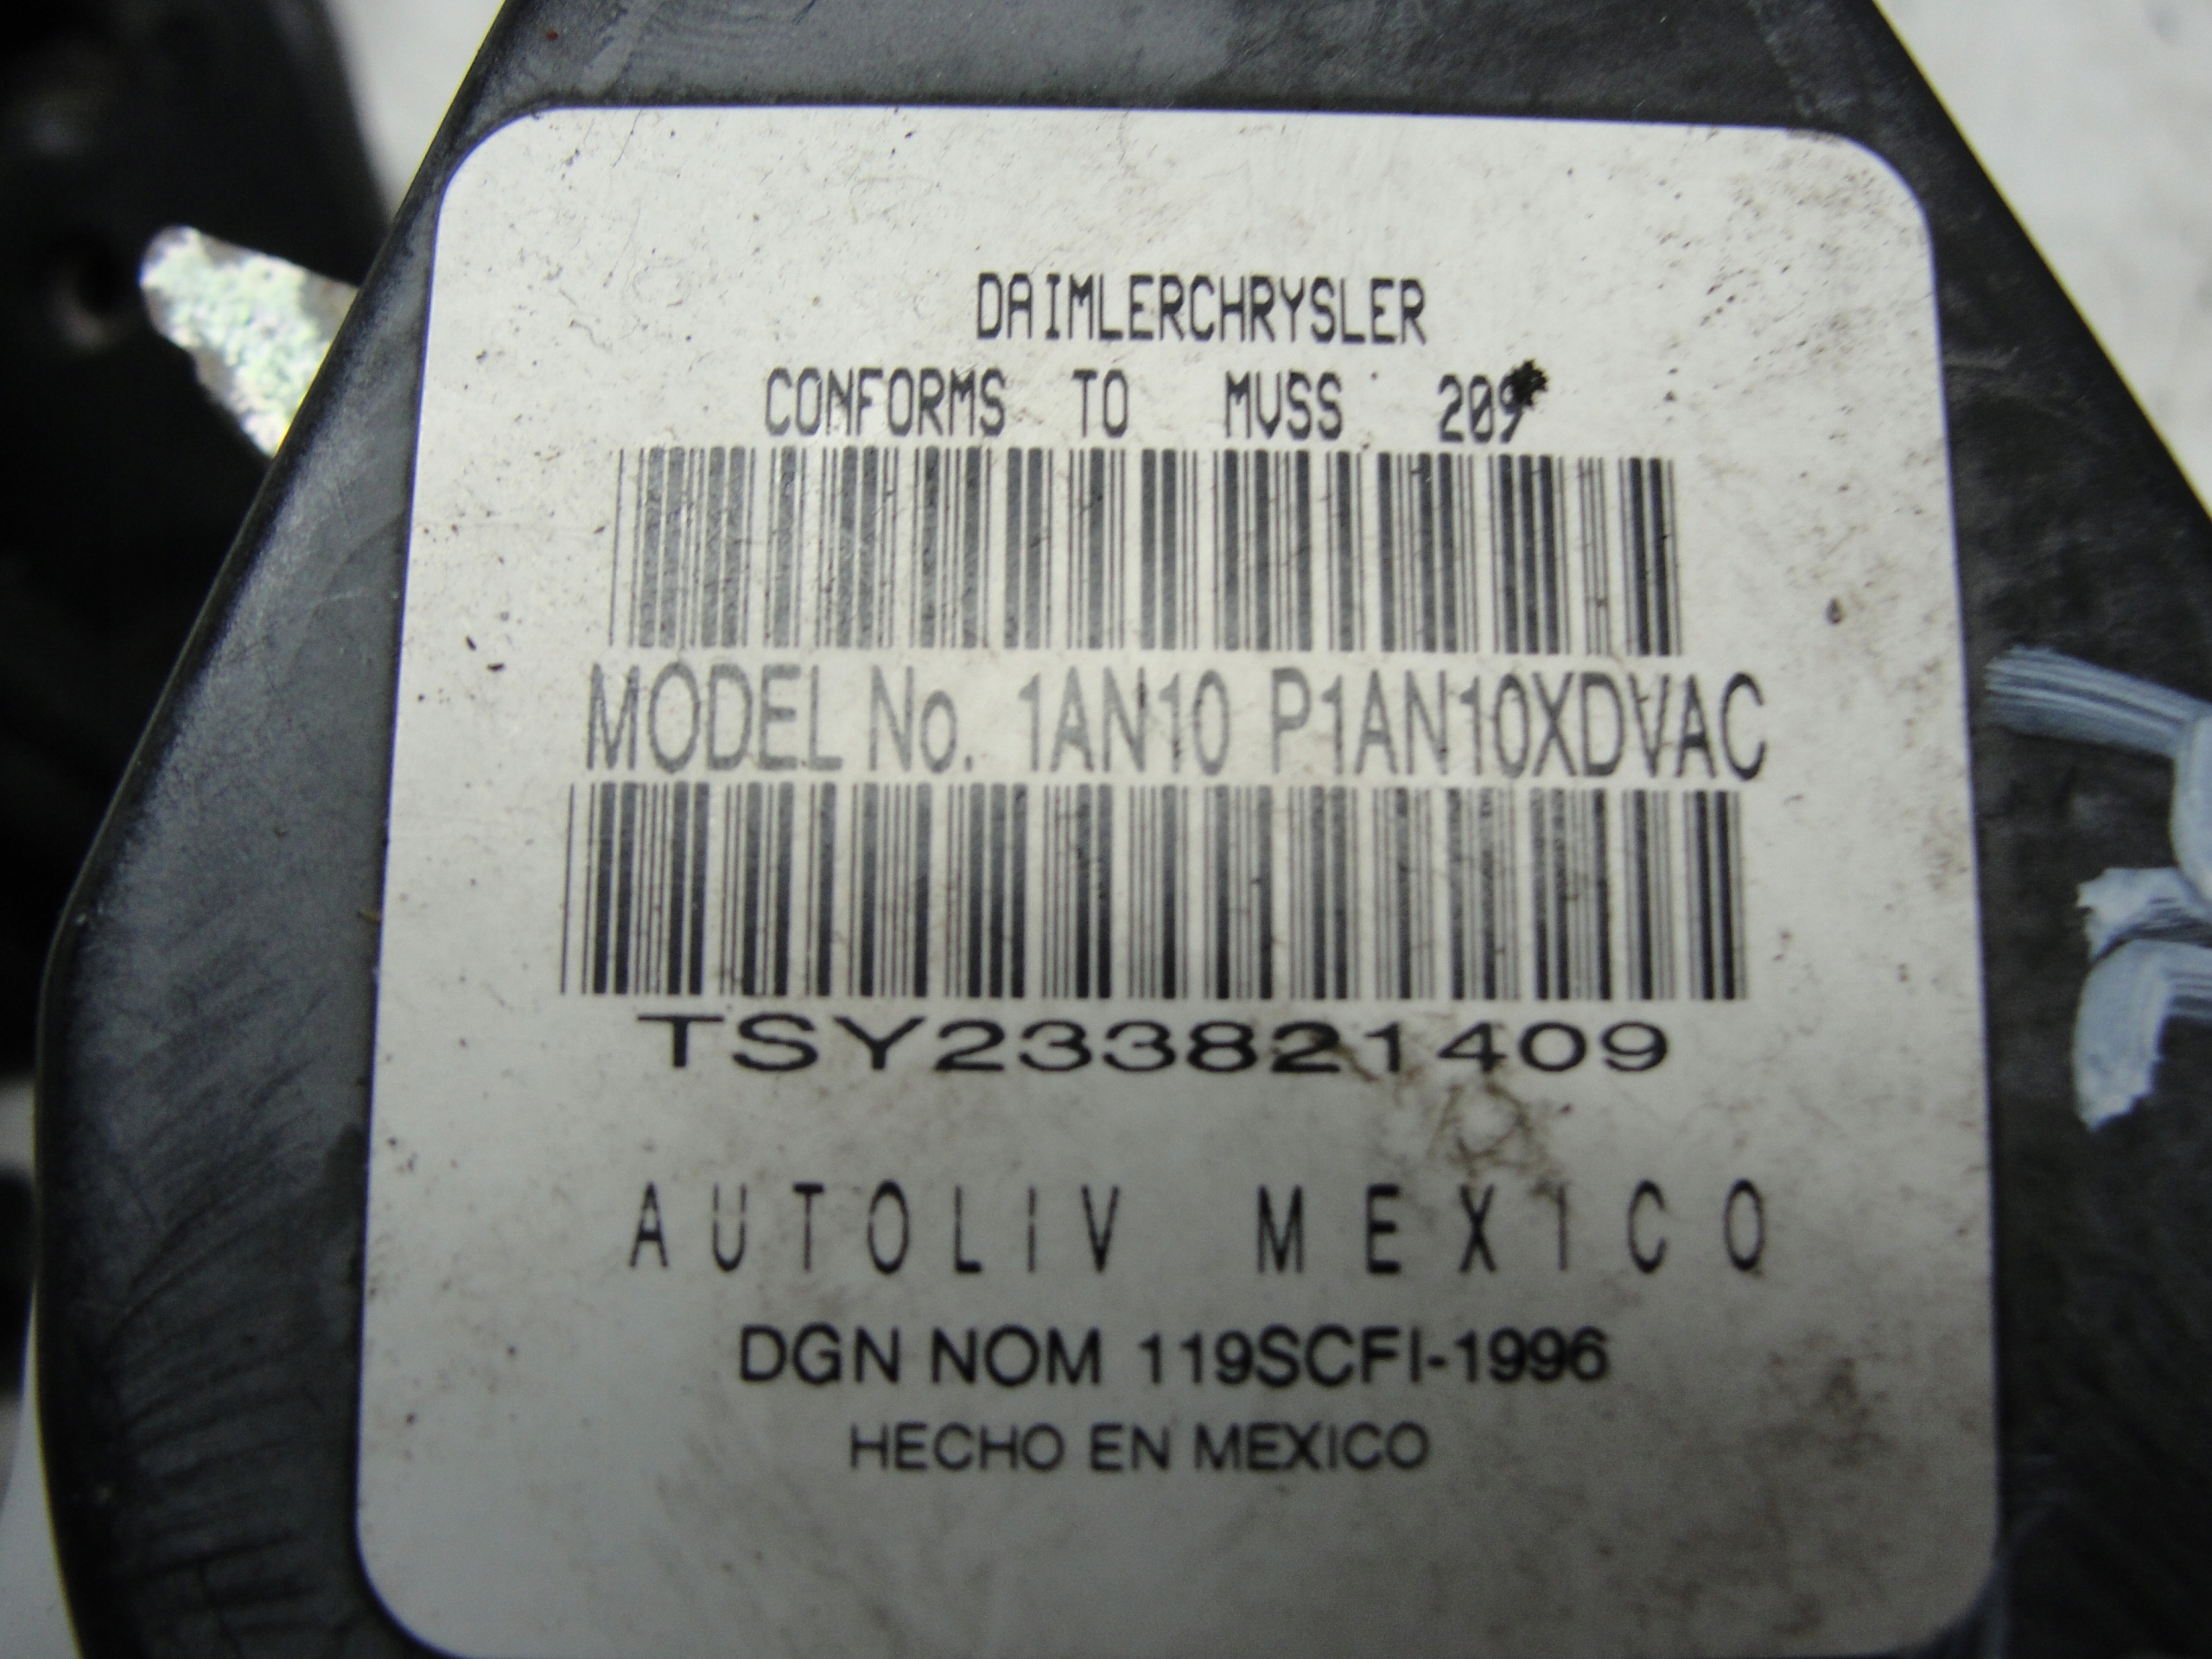 DAIMLERCHRYSLER
CONFORMS TO MVSS 209
MODEL No. 1AN10 P1AN10XDVAC
TSY233821409
AUTOLIV MEXICO
DGN NOM 119SCFI-1996
HECHO EN MEXICO